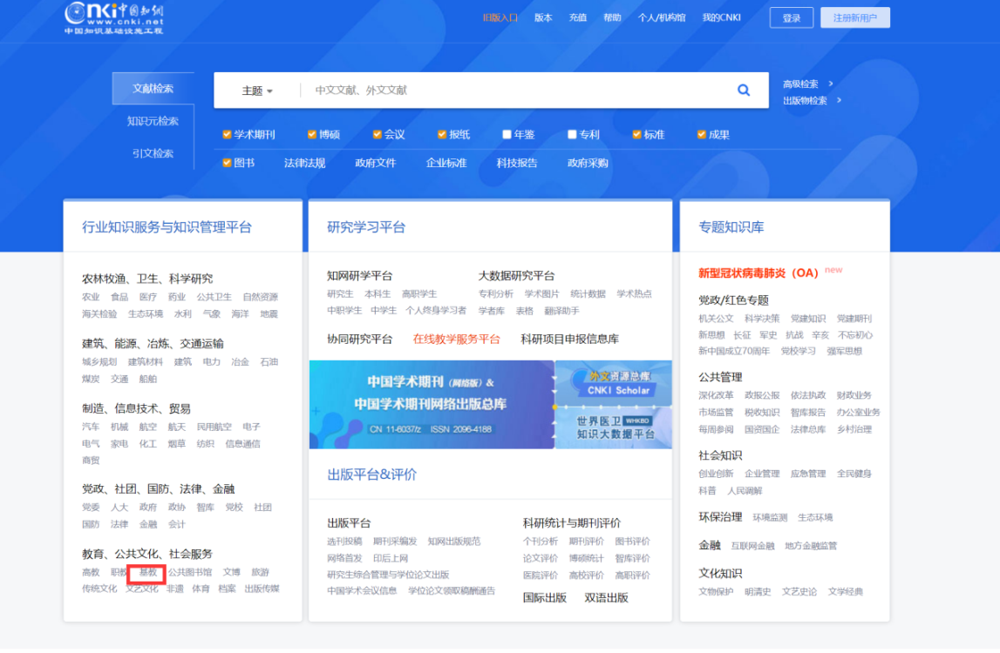 CNKI中国知网
www.cnki.net
中国知识基础设施工程
旧版入口 版本 充值 帮助 个人/机构馆 我的CNKI 登录 注册新用户
文献检索
知识元检索
引文检索
主题 中文文献、外文文献
高级检索 >
出版物检索 >
学术期刊 博硕 会议 报纸 年鉴 专利 标准 成果
图书 法律法规 政府文件 企业标准 科技报告 政府采购
行业知识服务与知识管理平台
农林牧渔、卫生、科学研究
农业 食品 医疗 药业 公共卫生 自然资源
海关检验 生态环境 水利 气象 海洋 地震
建筑、能源、冶炼、交通运输
城乡规划 建筑材料 建筑 电力 冶金 石油
煤炭 交通 船舶
制造、信息技术、贸易
汽车 机械 航空 航天 民用航空 电子
电气 家电 化工 烟草 纺织 信息通信
商贸
党政、社团、国防、法律、金融
党委 人大 政府 政协 智库 党校 社团
国防 法律 金融 会计
教育、公共文化、社会服务
高教 职教 基教 公共图书馆 文博 旅游
传统文化 文艺文化 非遗 体育 档案 出版传媒
研究学习平台
知网研学平台
研究生 本科生 高职学生
中职学生 中学生 个人终身学习者
大数据研究平台
专利分析 学术图片 统计数据 学术热点
学者库 表格 翻译助手
协同研究平台 在线教学服务平台 科研项目申报信息库
中国学术期刊（网络版）&
中国学术期刊网络出版总库
CN 11-6037/z ISSN 2096-4188
外文资源总库
CNKI Scholar
世界医卫 WHKBD
知识大数据平台
出版平台&评价
出版平台
选刊投稿 期刊采编发 知网出版规范
网络首发 印后上网
研究生综合管理与学位论文出版
中国学术会议信息 学位论文领取稿酬通告
科研统计与期刊评价
个刊分析 期刊评价 图书评价
论文评价 博硕统计 智库评价
医院评价 高校评价 高职评价
国际出版 双语出版
专题知识库
新型冠状病毒肺炎（OA） new
党政/红色专题
机关公文 科学决策 党建知识 党建期刊
新思想 长征 军史 抗战 辛亥 不忘初心
新中国成立70周年 党校学习 强军思想
公共管理
深化改革 政报公报 依法执政 财政业务
市场监管 税收知识 智库报告 办公室业务
每周参阅 国资国企 法律总库 乡村治理
社会知识
创业创新 企业管理 应急管理 全民健身
科普 人民调解
环保治理 环境监测 生态环境
金融 互联网金融 地方金融监管
文化知识
文物保护 明清史 文艺史论 文学经典